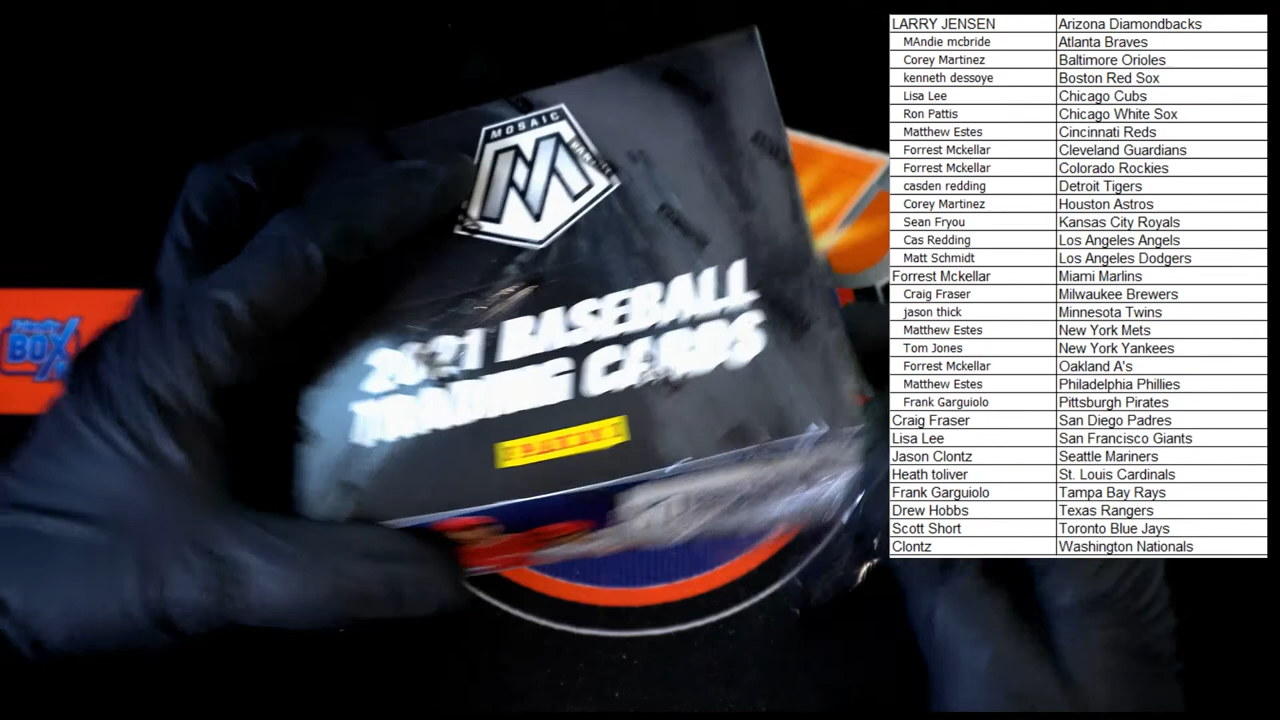 MOSAIC
PANINI
2021 BASEBALL
TRADING CARDS
PANINI
BOX
LARRY JENSEN Arizona Diamondbacks
MAndie mcbride Atlanta Braves
Corey Martinez Baltimore Orioles
kenneth dessoye Boston Red Sox
Lisa Lee Chicago Cubs
Ron Pattis Chicago White Sox
Matthew Estes Cincinnati Reds
Forrest Mckellar Cleveland Guardians
Forrest Mckellar Colorado Rockies
casden redding Detroit Tigers
Corey Martinez Houston Astros
Sean Fryou Kansas City Royals
Cas Redding Los Angeles Angels
Matt Schmidt Los Angeles Dodgers
Forrest Mckellar Miami Marlins
Craig Fraser Milwaukee Brewers
jason thick Minnesota Twins
Matthew Estes New York Mets
Tom Jones New York Yankees
Forrest Mckellar Oakland A's
Matthew Estes Philadelphia Phillies
Frank Garguiolo Pittsburgh Pirates
Craig Fraser San Diego Padres
Lisa Lee San Francisco Giants
Jason Clontz Seattle Mariners
Heath toliver St. Louis Cardinals
Frank Garguiolo Tampa Bay Rays
Drew Hobbs Texas Rangers
Scott Short Toronto Blue Jays
Clontz Washington Nationals